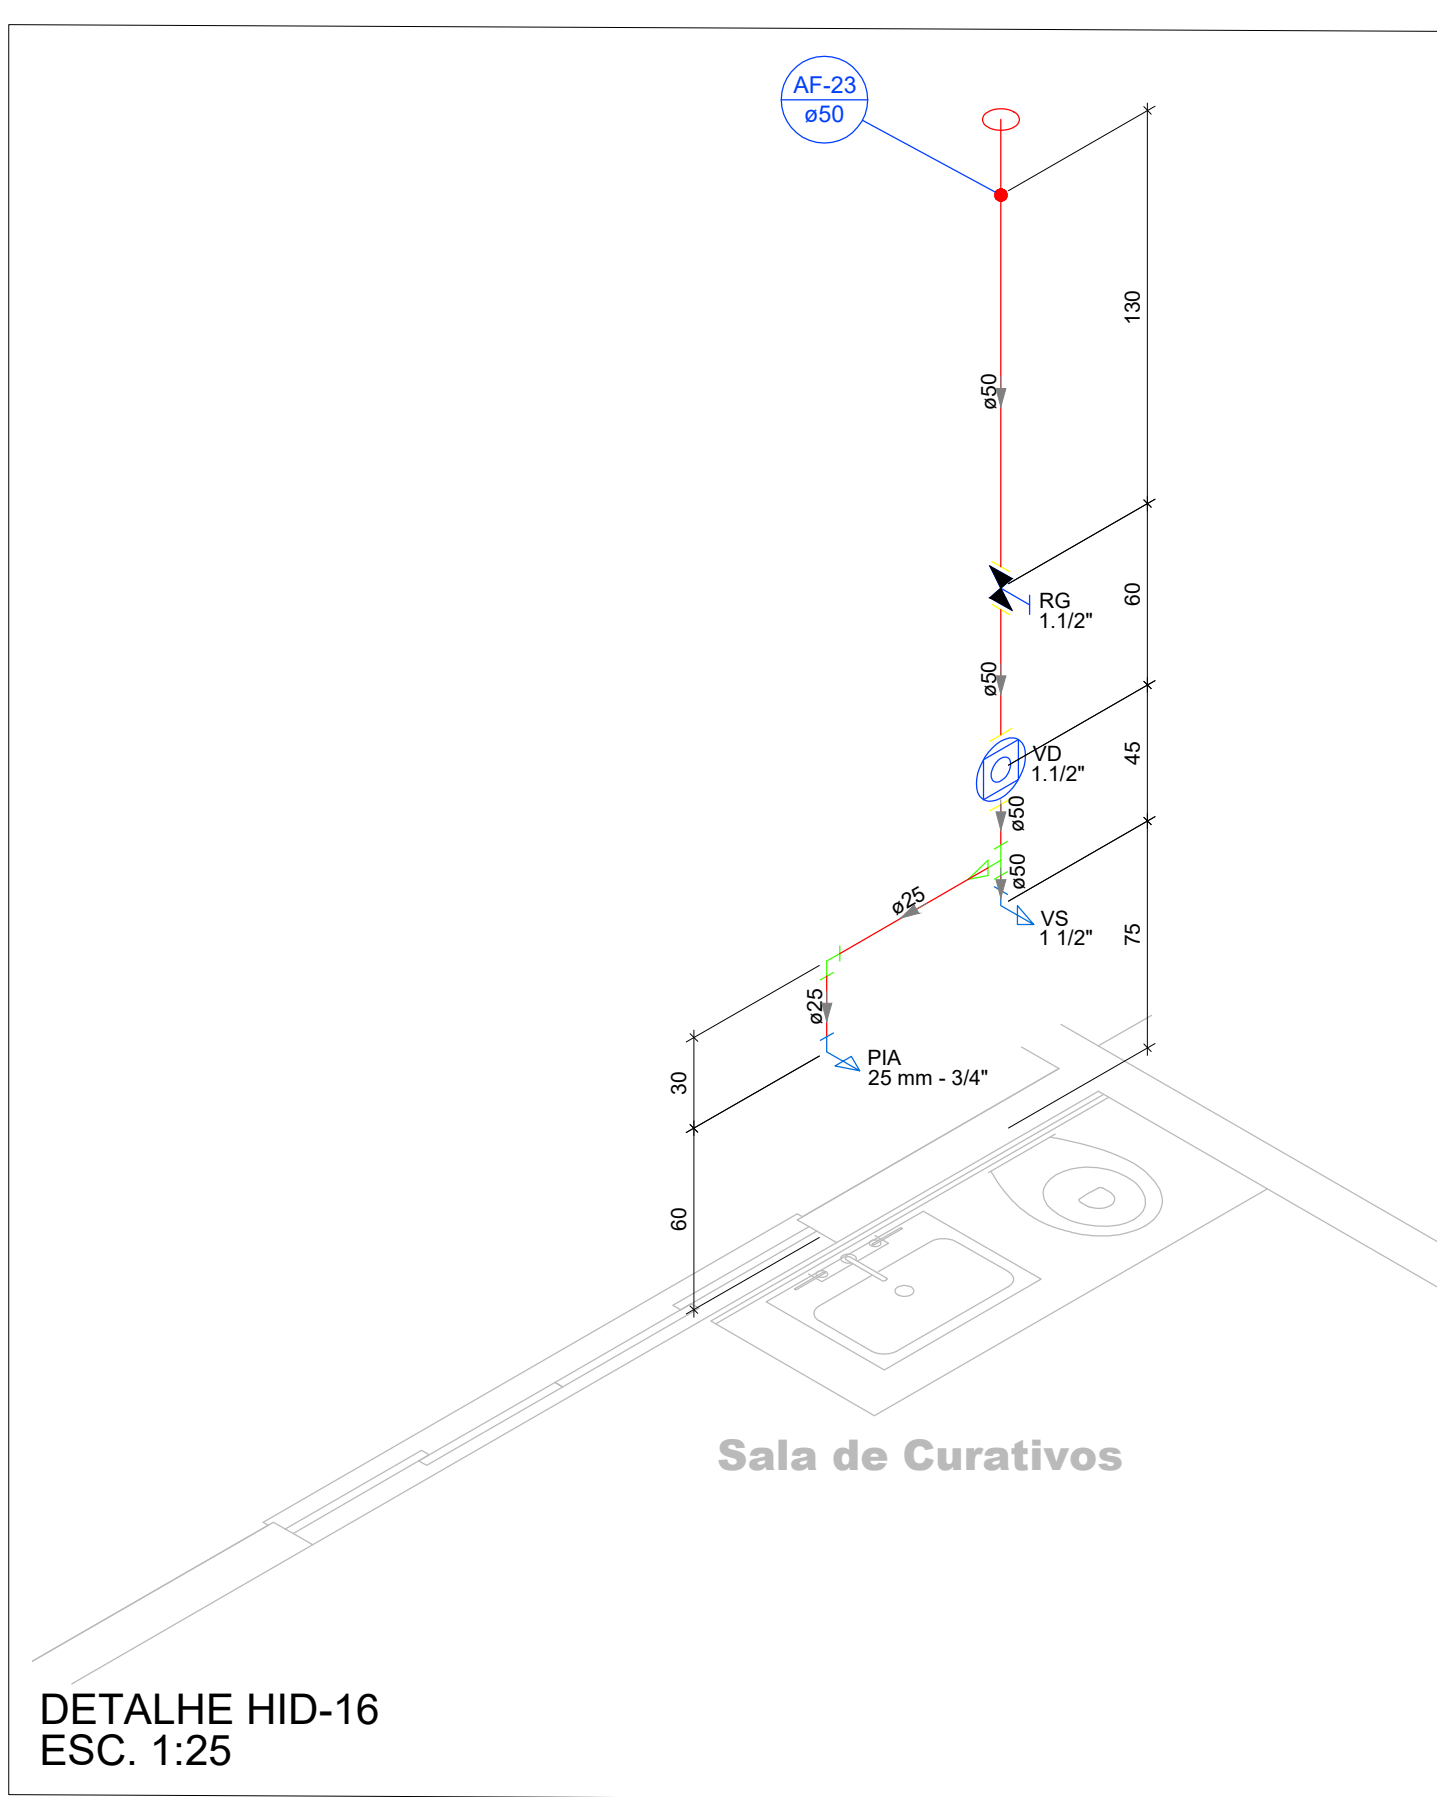 AF-23
ø50
130
ø50
RG
1.1/2"
60
ø50
VD
1.1/2"
45
ø50
ø50
ø25
VS
1 1/2"
75
ø25
PIA
25 mm - 3/4"
30
60
Sala de Curativos
DETALHE HID-16
ESC. 1:25